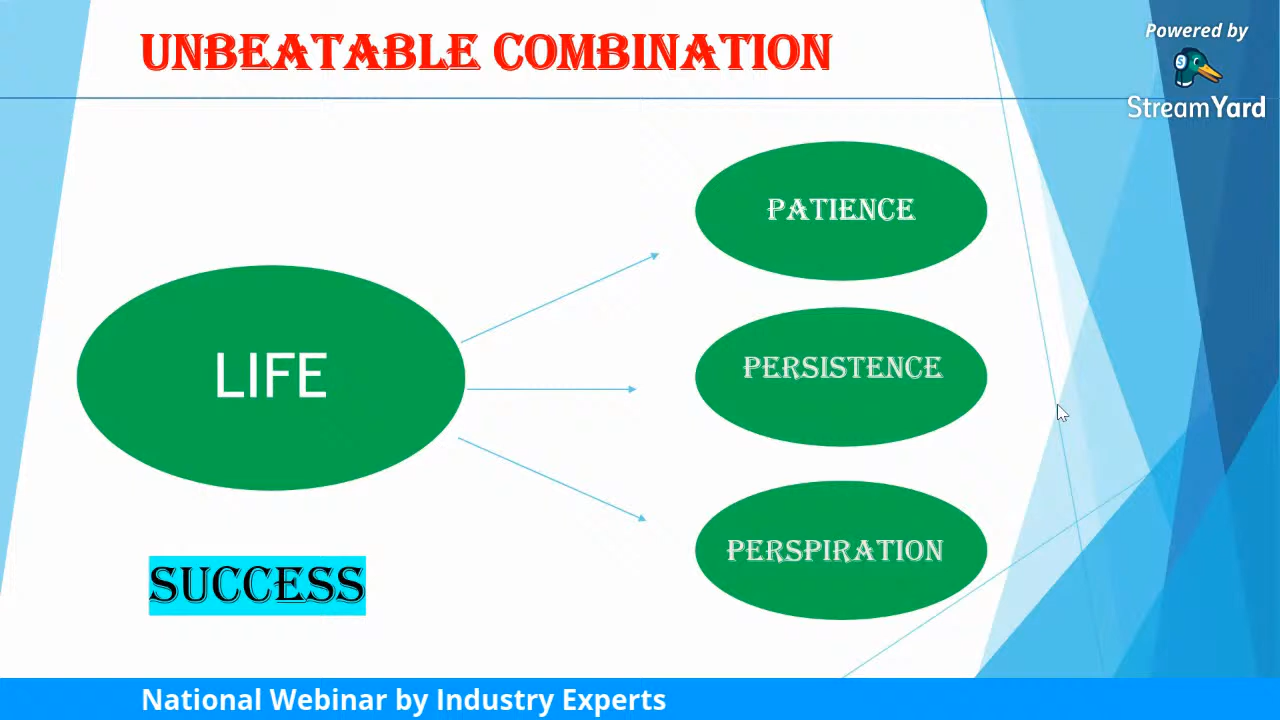 UNBEATABLE COMBINATION
Powered by
StreamYard
PATIENCE
LIFE
PERSISTENCE
PERSPIRATION
SUCCESS
National Webinar by Industry Experts